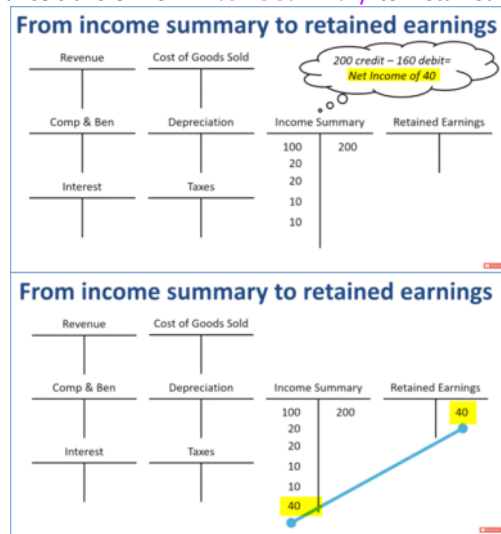 From income summary to retained earnings
Revenue Cost of Goods Sold
200 credit – 160 debit=
Net Income of 40
Comp & Ben Depreciation Income Summary Retained Earnings
100 200
20
Interest Taxes 20
10
10
From income summary to retained earnings
Revenue Cost of Goods Sold
Comp & Ben Depreciation Income Summary Retained Earnings
100 200 40
20
Interest Taxes 20
10
10
40